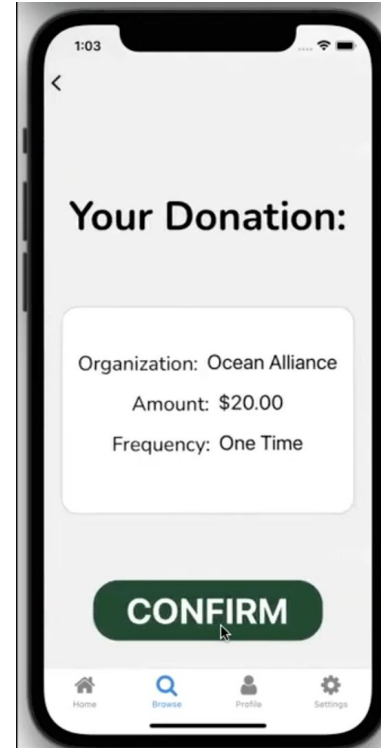 1:03
Your Donation:
Organization: Ocean Alliance
Amount: $20.00
Frequency: One Time
CONFIRM
Home Browse Profile Settings